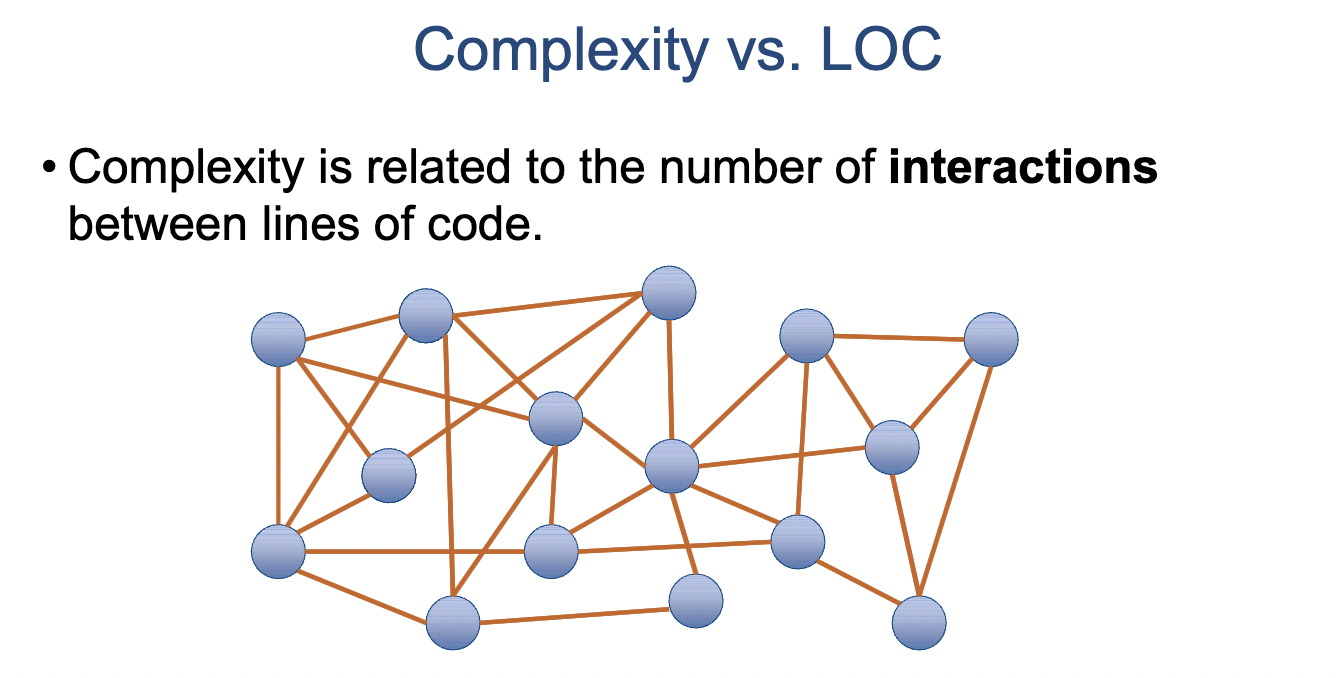 Complexity vs. LOC
• Complexity is related to the number of interactions
between lines of code.